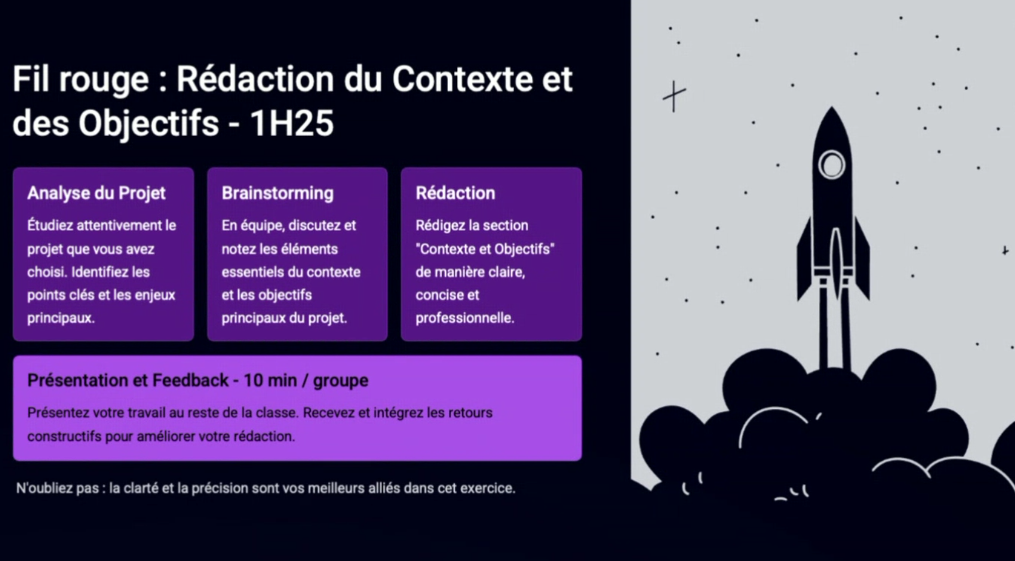 Fil rouge : Rédaction du Contexte et
des Objectifs - 1H25
Analyse du Projet
Étudiez attentivement le
projet que vous avez
choisi. Identifiez les
points clés et les enjeux
principaux.
Brainstorming
En équipe, discutez et
notez les éléments
essentiels du contexte
et les objectifs
principaux du projet.
Rédaction
Rédigez la section
"Contexte et Objectifs"
de manière claire,
concise et
professionnelle.
Présentation et Feedback - 10 min / groupe
Présentez votre travail au reste de la classe. Recevez et intégrez les retours
constructifs pour améliorer votre rédaction.
N'oubliez pas : la clarté et la précision sont vos meilleurs alliés dans cet exercice.